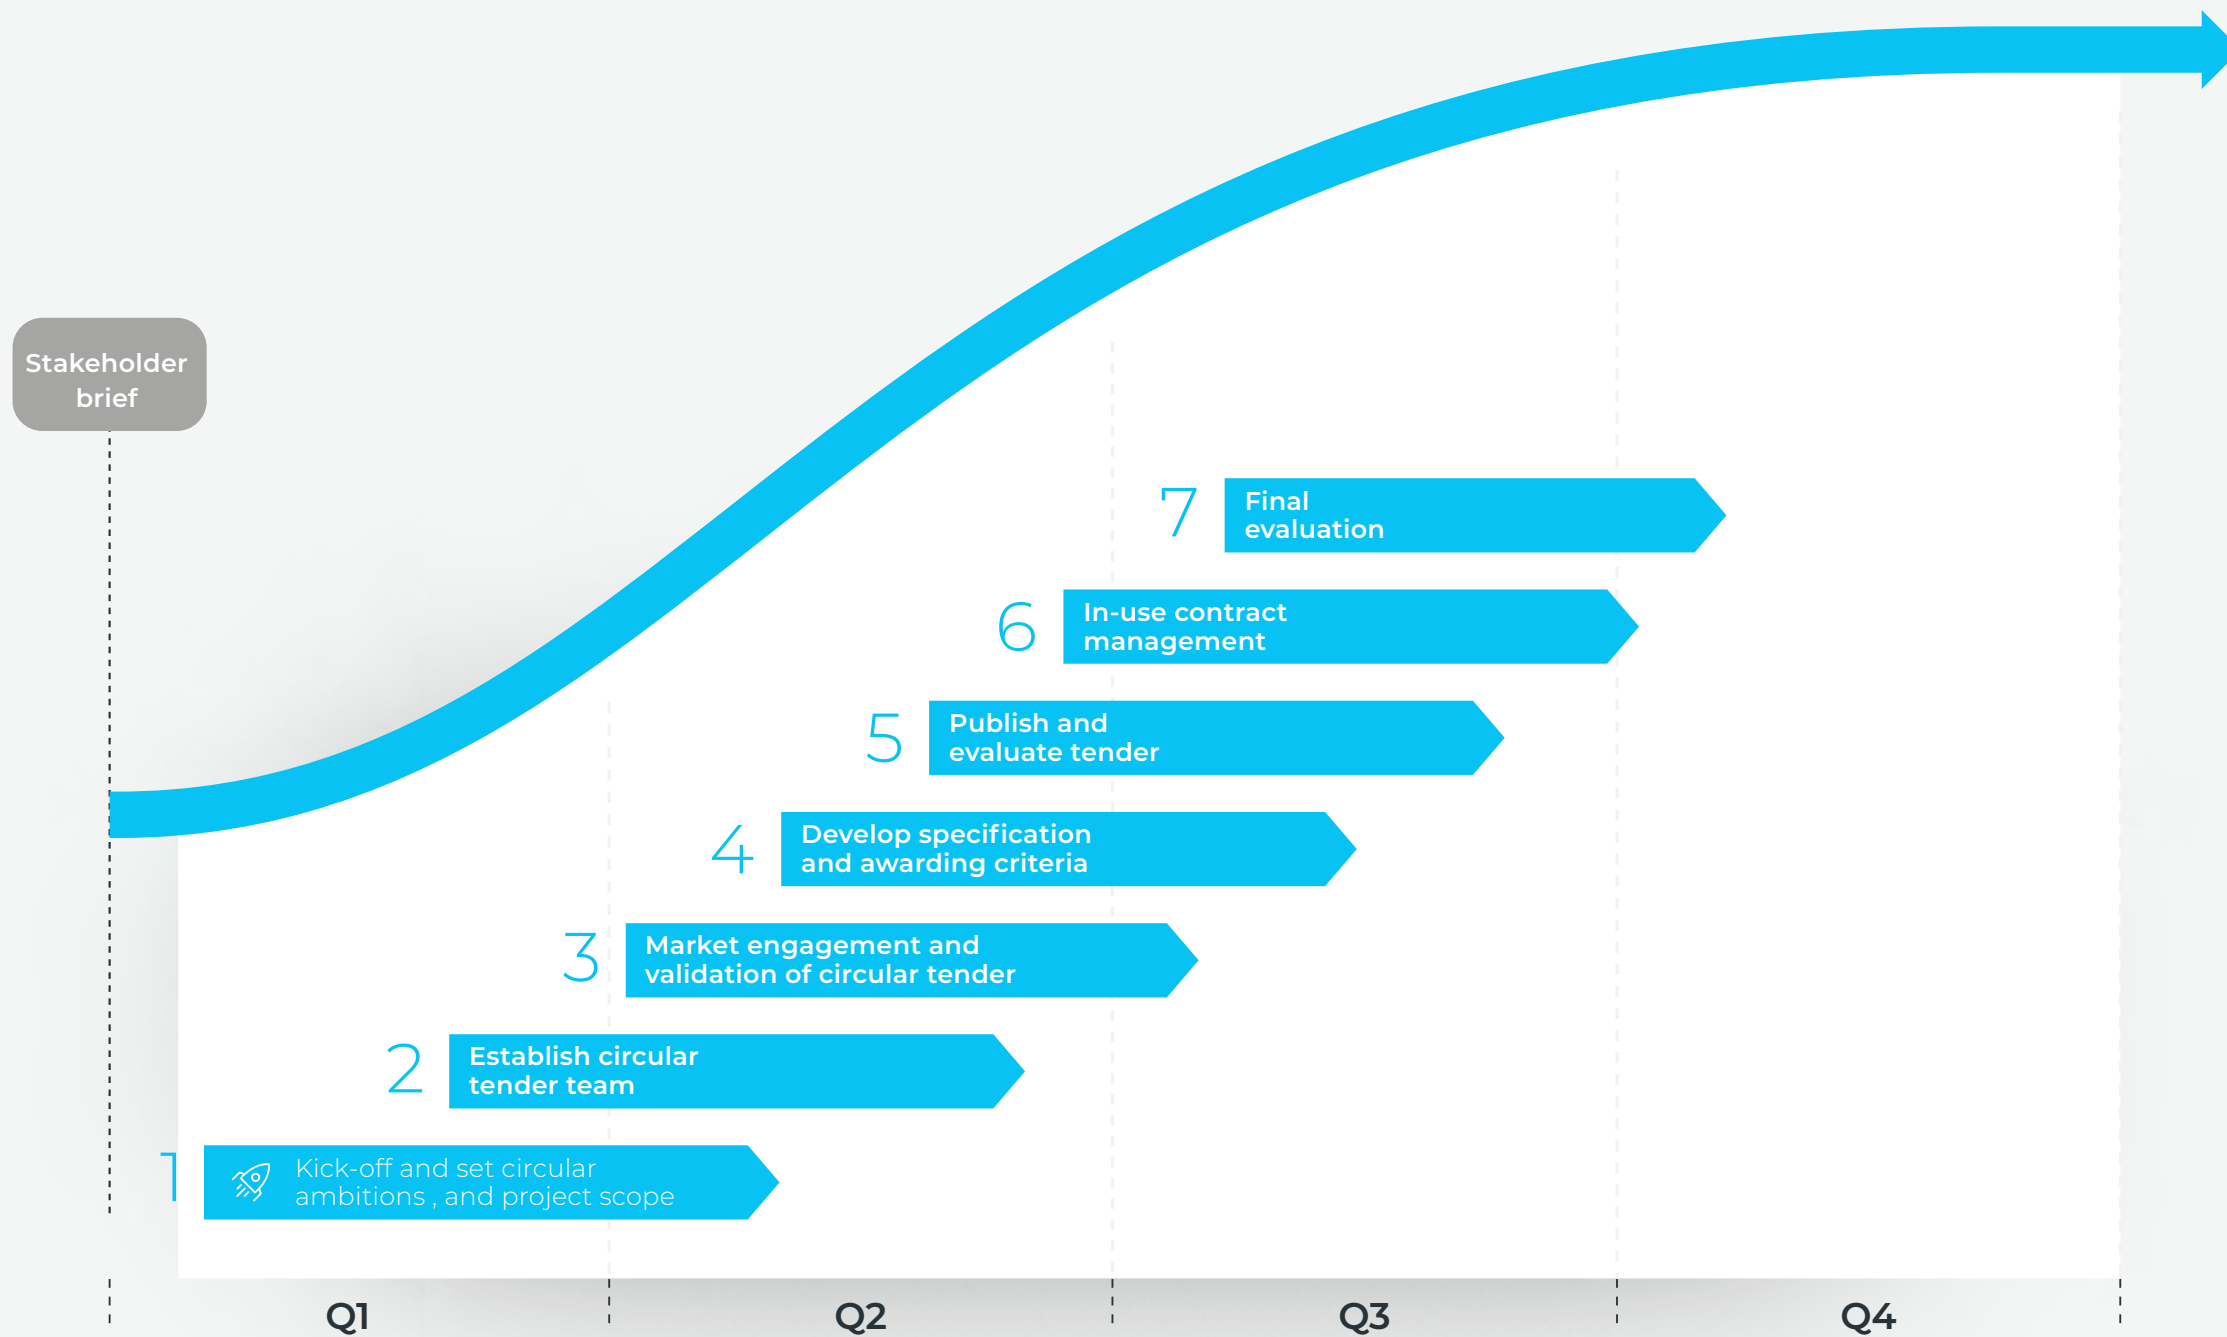 Stakeholder
brief
7
Final
evaluation
6
In-use contract
management
5
Publish and
evaluate tender
4
Develop specification
and awarding criteria
3
Market engagement and
validation of circular tender
2
Establish circular
tender team
1
Kick-off and set circular
ambitions , and project scope
Q1 Q2 Q3 Q4